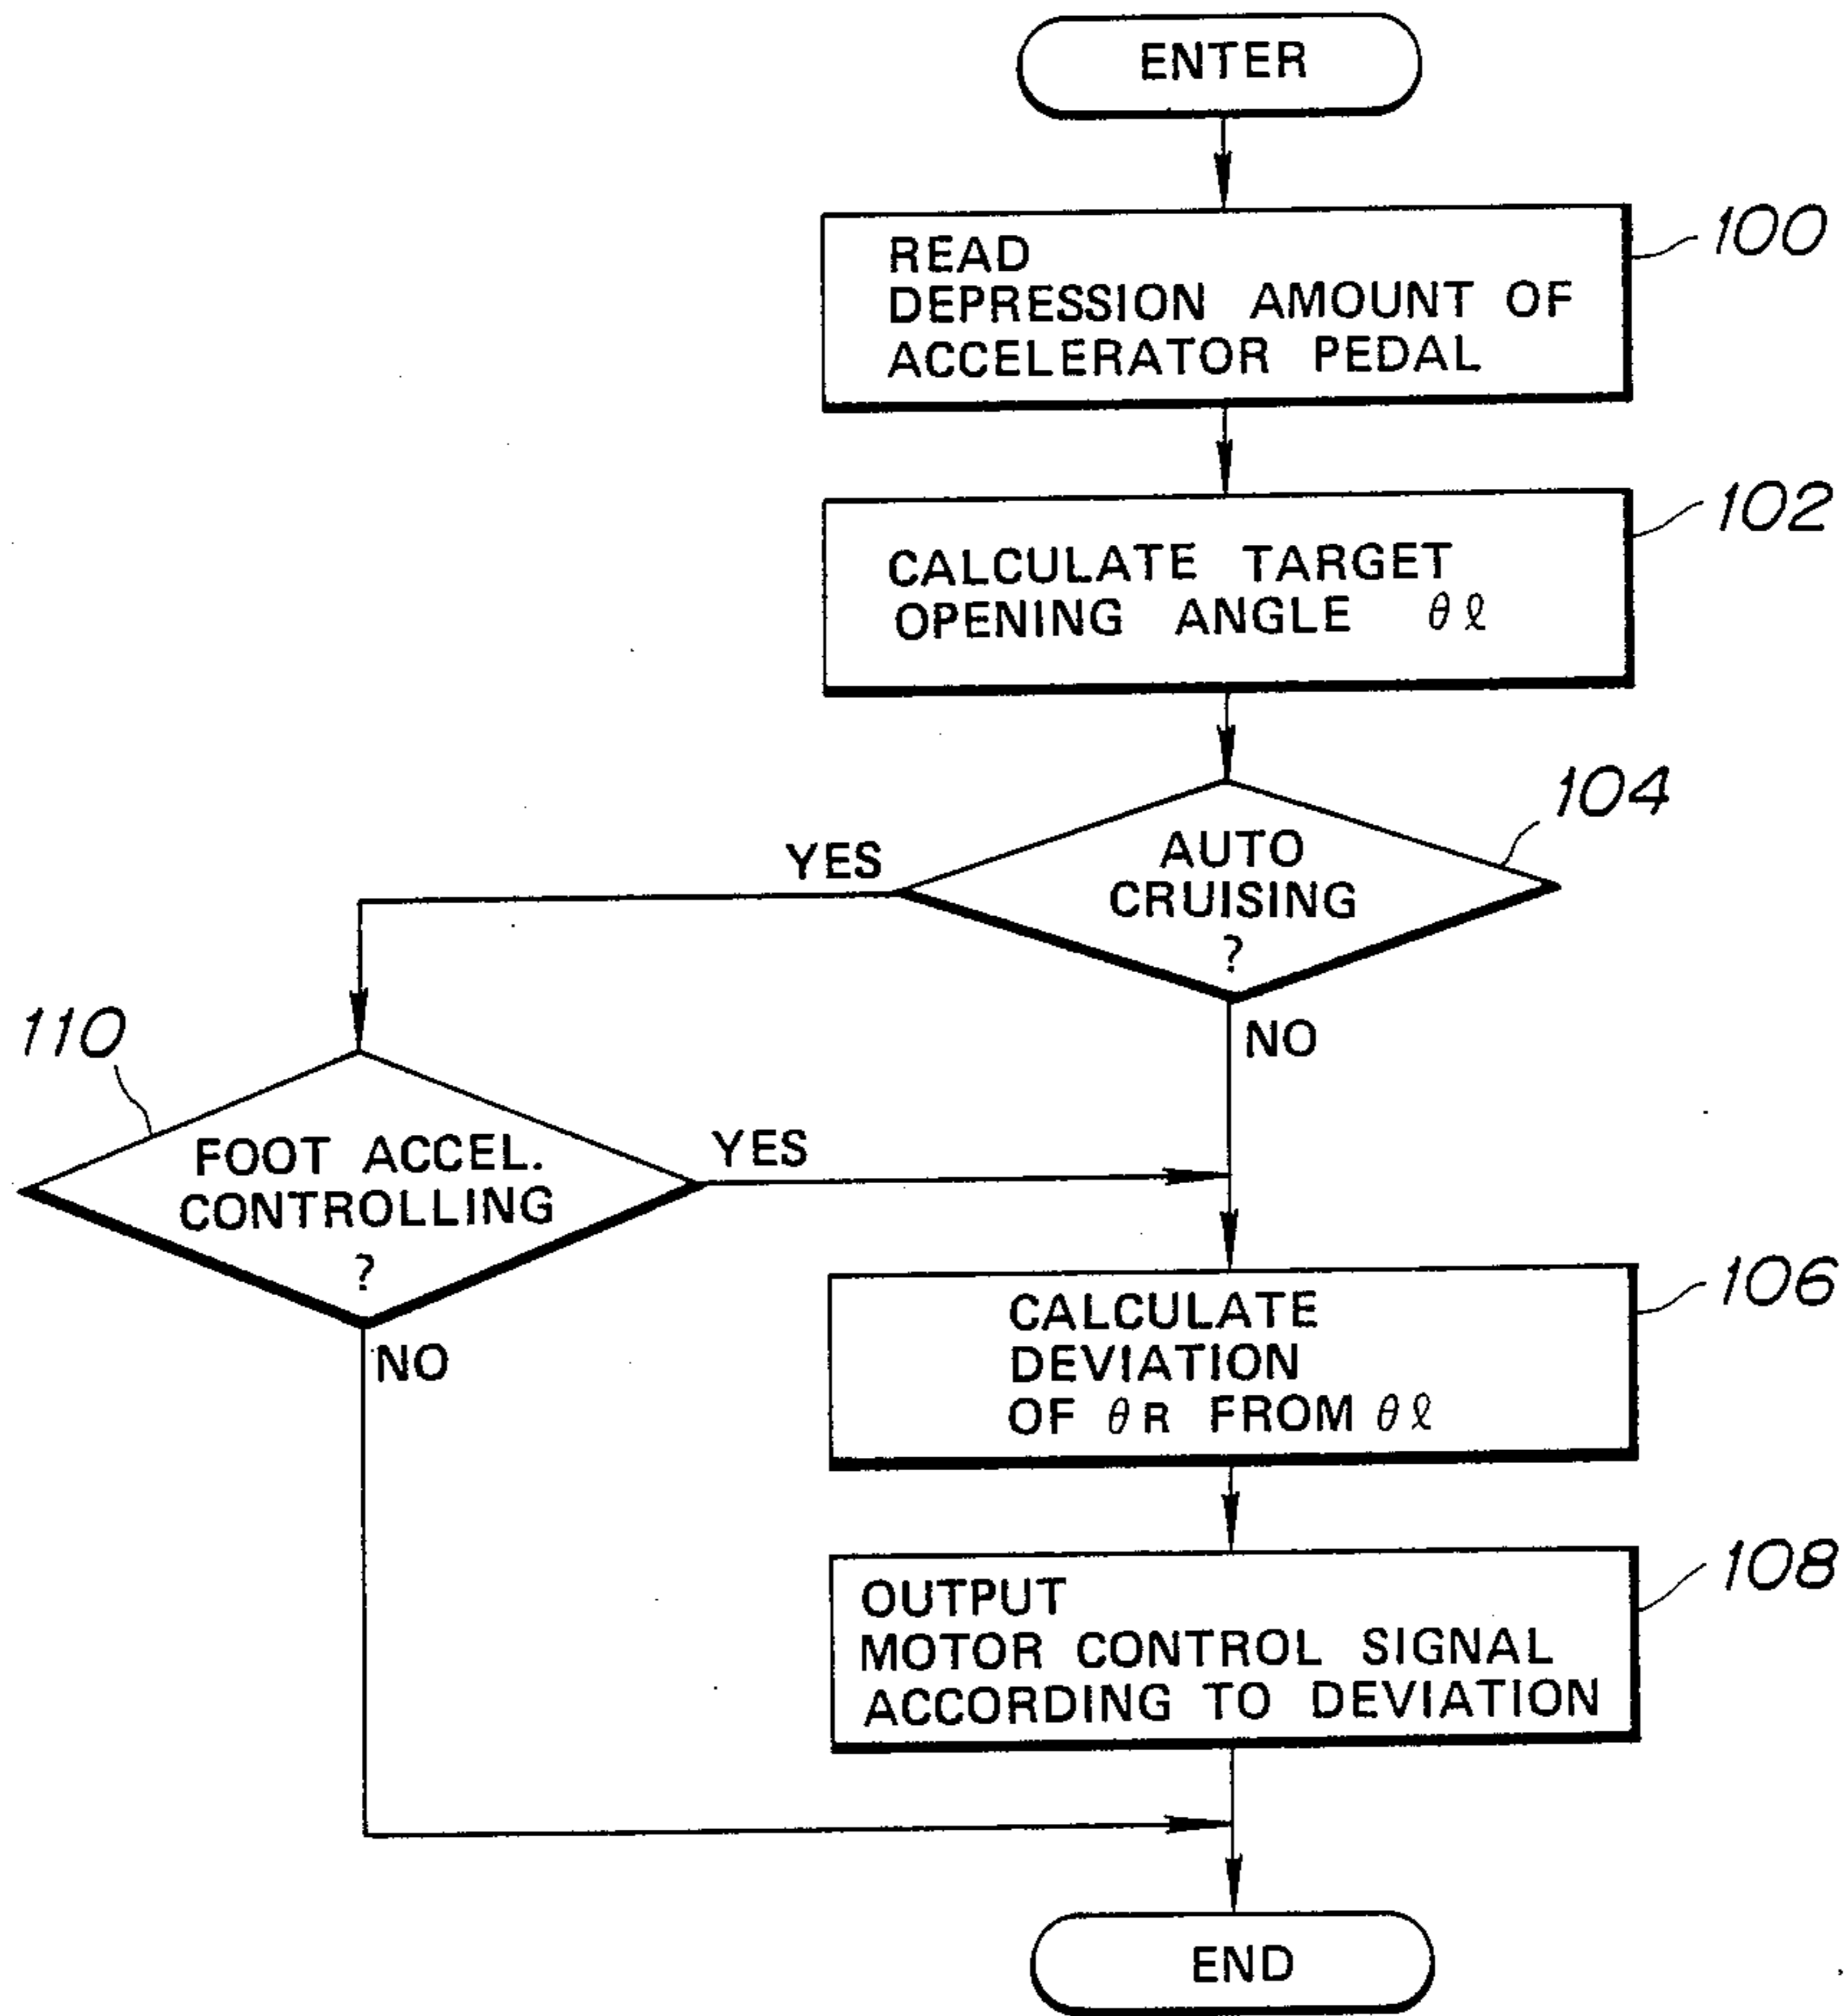 ENTER
READ
DEPRESSION AMOUNT OF
ACCELERATOR PEDAL
100
CALCULATE TARGET
OPENING ANGLE θℓ
102
AUTO
CRUISING
?
104
YES
NO
110
FOOT ACCEL.
CONTROLLING
?
YES
NO
CALCULATE
DEVIATION
OF θR FROM θℓ
106
OUTPUT
MOTOR CONTROL SIGNAL
ACCORDING TO DEVIATION
108
END